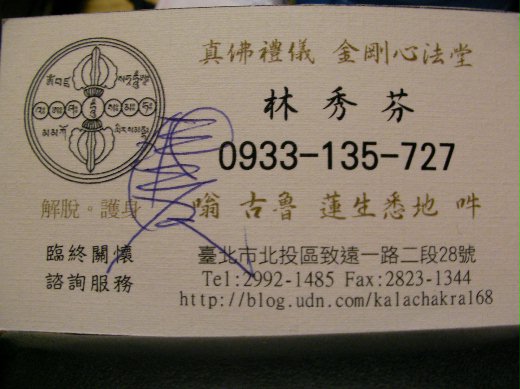 真佛禮儀 金剛心法堂
林秀芬
0933-135-727
解脫。護身
嗡 古魯 蓮生悉地 吽
臨終關懷
諮詢服務
臺北市北投區致遠一路二段28號
Tel:2992-1485 Fax:2823-1344
http://blog.udn.com/kalachakra168